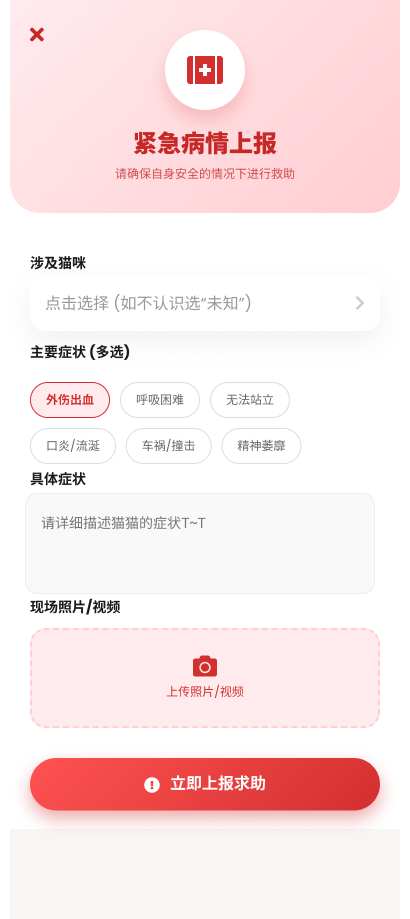 紧急病情上报
请确保自身安全的情况下进行救助
涉及猫咪
点击选择 (如不认识选“未知”)
主要症状 (多选)
外伤出血 呼吸困难 无法站立
口炎/流涎 车祸/撞击 精神萎靡
具体症状
请详细描述猫猫的症状T~T
现场照片/视频
上传照片/视频
立即上报求助